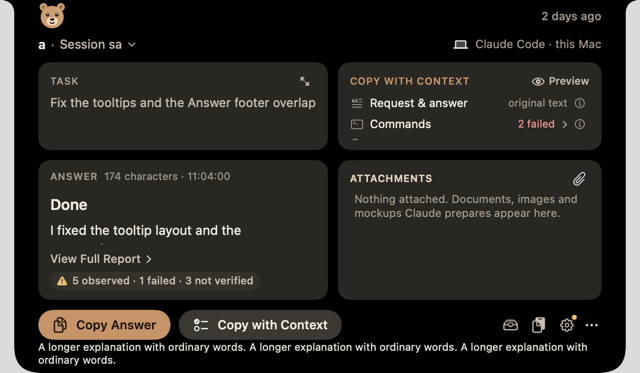 2 days ago
a · Session sa
Claude Code · this Mac
TASK
Fix the tooltips and the Answer footer overlap
COPY WITH CONTEXT
Preview
Request & answer
original text
Commands
2 failed
ANSWER 174 characters · 11:04:00
Done
I fixed the tooltip layout and the
View Full Report
5 observed · 1 failed · 3 not verified
ATTACHMENTS
Nothing attached. Documents, images and
mockups Claude prepares appear here.
Copy Answer
Copy with Context
A longer explanation with ordinary words. A longer explanation with ordinary words. A longer explanation with
ordinary words.